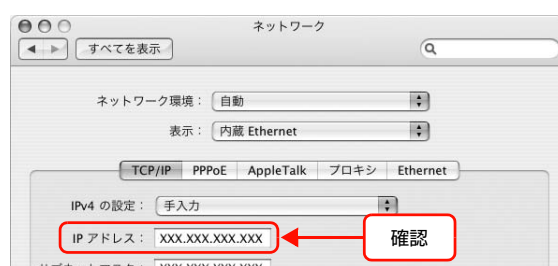 ネットワーク
すべてを表示
ネットワーク環境： 自動
表示： 内蔵 Ethernet
TCP/IP PPPoE AppleTalk プロキシ Ethernet
IPv4 の設定： 手入力
IP アドレス： XXX.XXX.XXX.XXX 確認